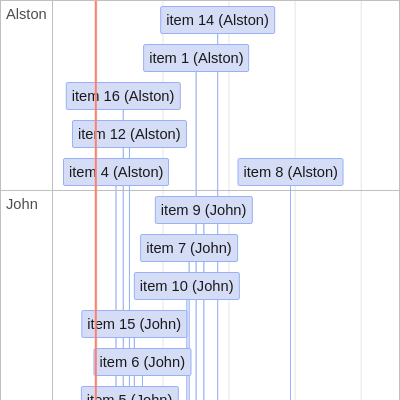 Alston
item 14 (Alston)
item 1 (Alston)
item 16 (Alston)
item 12 (Alston)
item 4 (Alston)
item 8 (Alston)
John
item 9 (John)
item 7 (John)
item 10 (John)
item 15 (John)
item 6 (John)
item 5 (John)